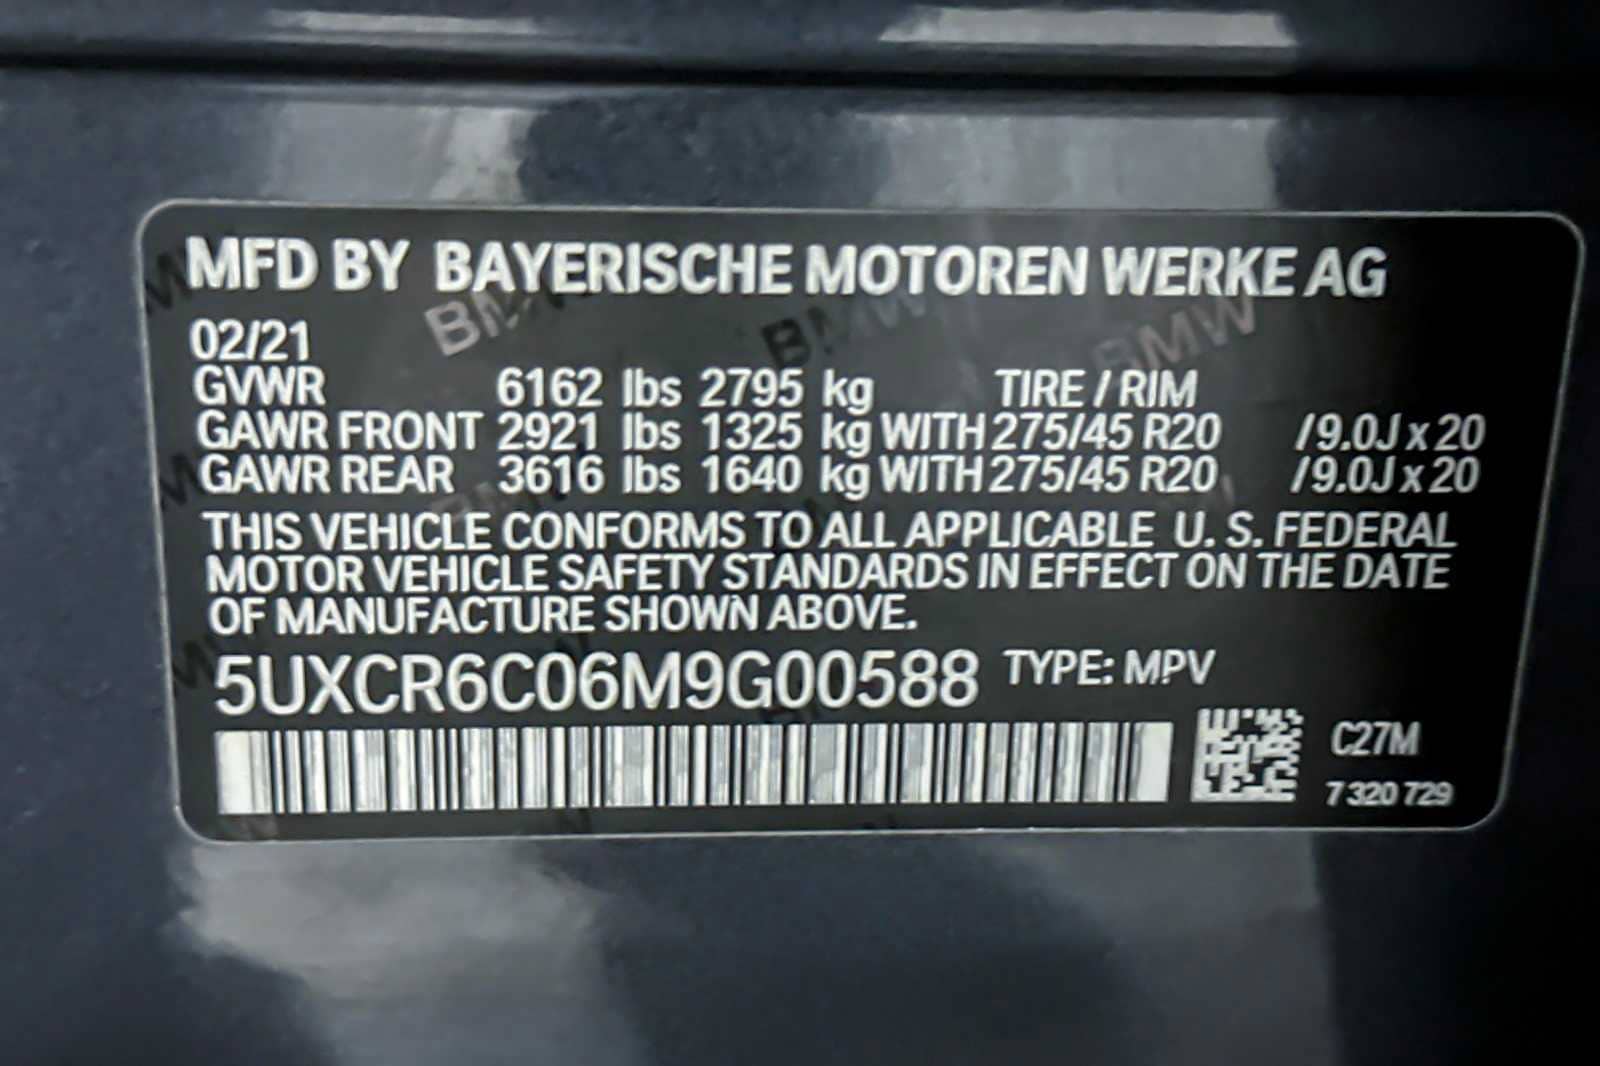 MFD BY BAYERISCHE MOTOREN WERKE AG
02/21
GVWR 6162 lbs 2795 kg TIRE / RIM
GAWR FRONT 2921 lbs 1325 kg WITH 275/45 R20 /9.0J x 20
GAWR REAR 3616 lbs 1640 kg WITH 275/45 R20 /9.0J x 20
THIS VEHICLE CONFORMS TO ALL APPLICABLE U. S. FEDERAL
MOTOR VEHICLE SAFETY STANDARDS IN EFFECT ON THE DATE
OF MANUFACTURE SHOWN ABOVE.
5UXCR6C06M9G00588 TYPE: MPV
C27M
7 320 729
BMW
BMW
BMW